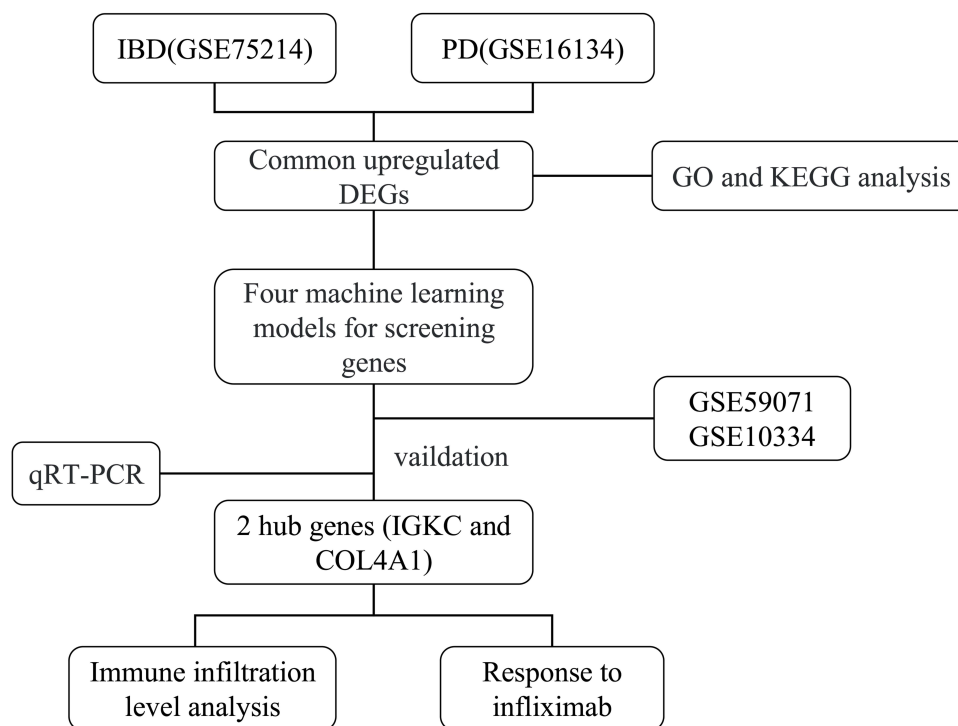 IBD(GSE75214)
PD(GSE16134)
Common upregulated
DEGs
GO and KEGG analysis
Four machine learning
models for screening
genes
GSE59071
GSE10334
vaildation
qRT-PCR
2 hub genes (IGKC and
COL4A1)
Immune infiltration
level analysis
Response to
infliximab